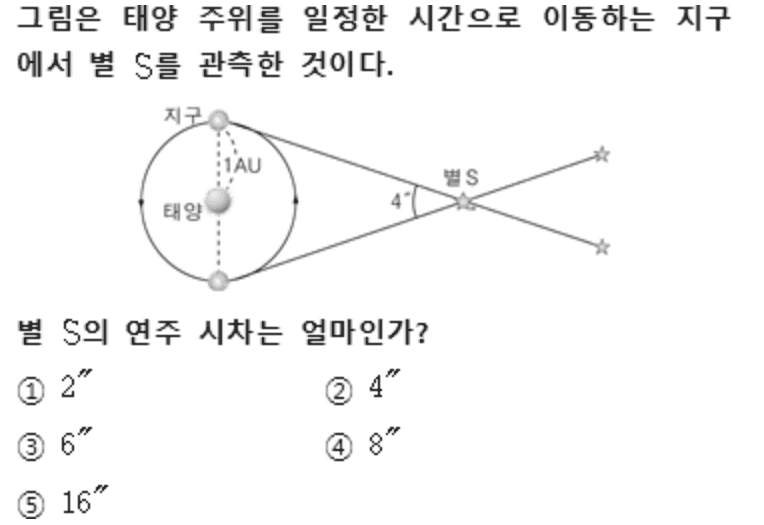 그림은 태양 주위를 일정한 시간으로 이동하는 지구
에서 별 S를 관측한 것이다.
지구
1AU
별 S
4″
태양
별 S의 연주 시차는 얼마인가?
① 2″ ② 4″
③ 6″ ④ 8″
⑤ 16″